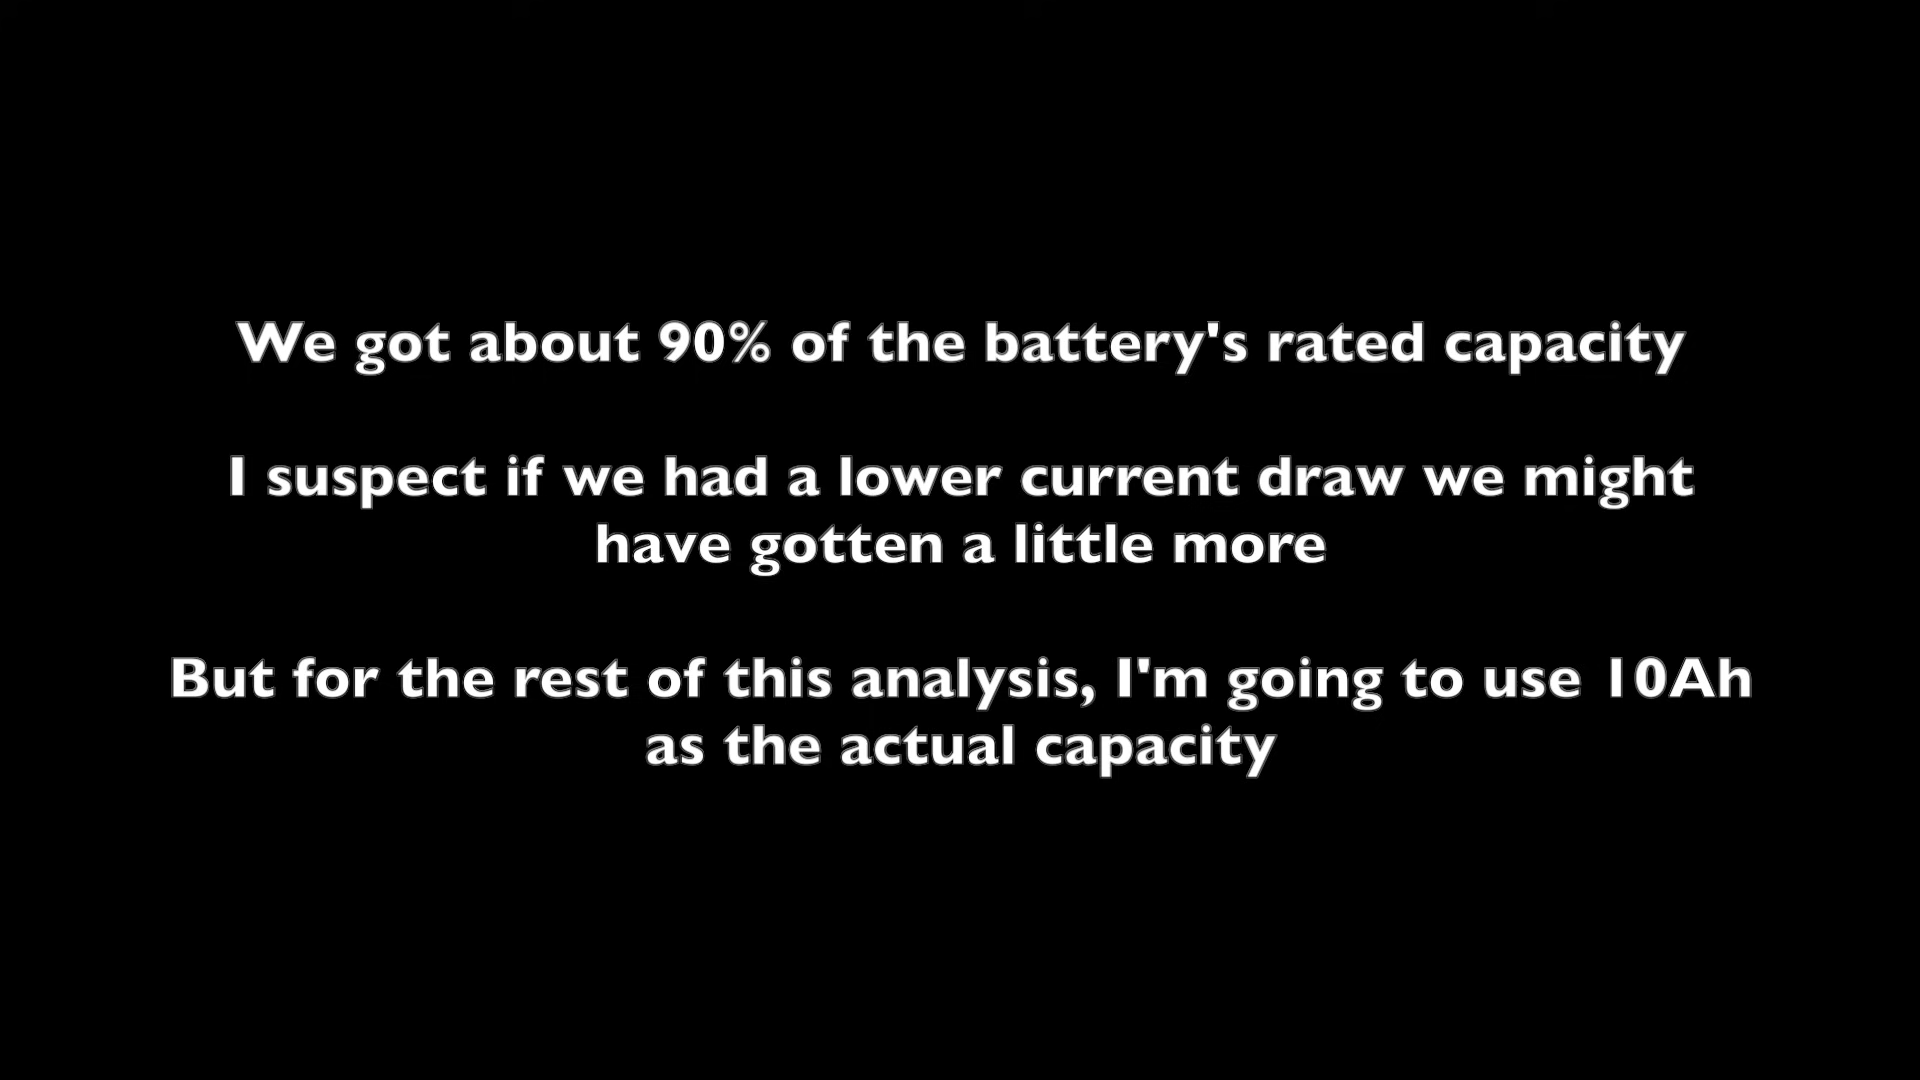 We got about 90% of the battery's rated capacity
I suspect if we had a lower current draw we might
have gotten a little more
But for the rest of this analysis, I'm going to use 10Ah
as the actual capacity